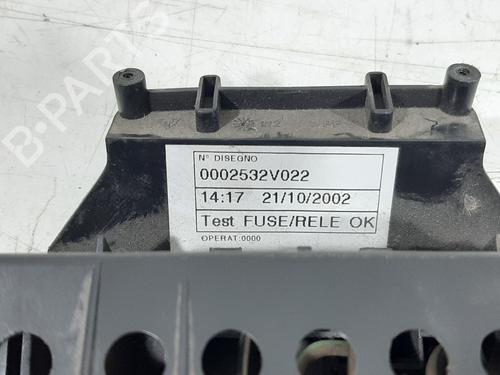 B-PARTS
N° DISEGNO
0002532V022
14:17 21/10/2002
Test FUSE/RELE OK
OPERAT:0000